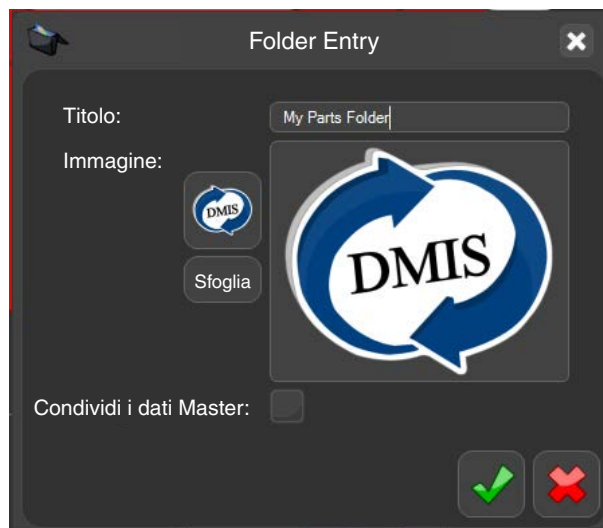 Folder Entry
Titolo: My Parts Folder
Immagine:
DMIS
DMIS
Sfoglia
Condividi i dati Master: